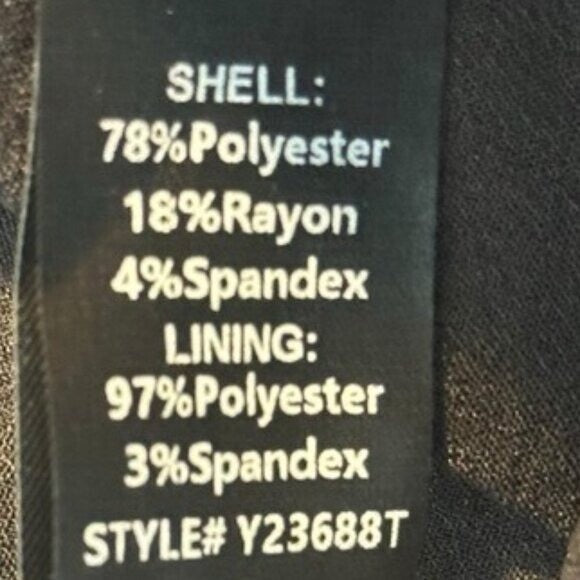 SHELL:
78%Polyester
18%Rayon
4%Spandex
LINING:
97%Polyester
3%Spandex
STYLE# Y23688T